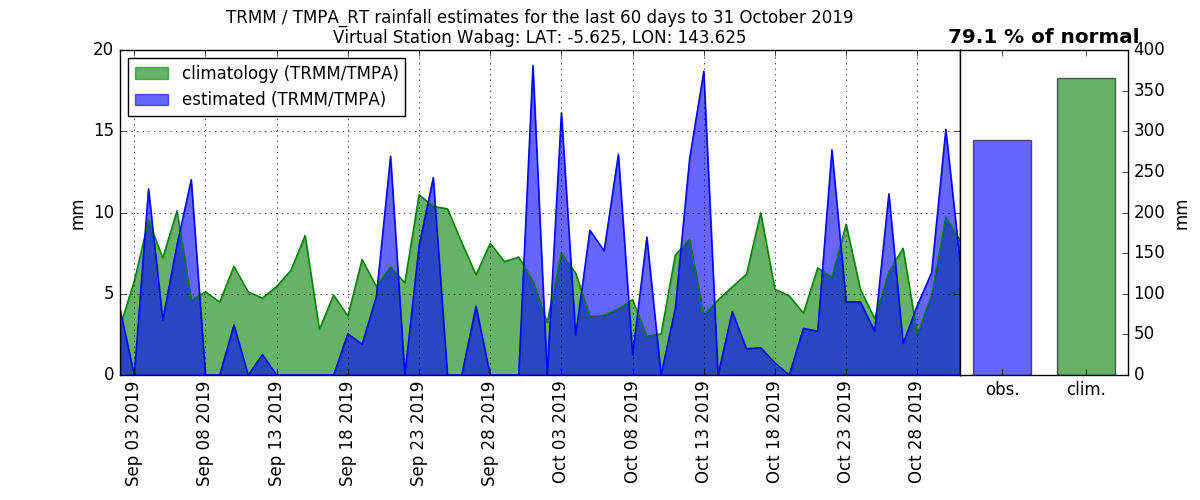 TRMM / TMPA_RT rainfall estimates for the last 60 days to 31 October 2019
Virtual Station Wabag: LAT: -5.625, LON: 143.625
79.1 % of normal
climatology (TRMM/TMPA)
estimated (TRMM/TMPA)
20
15
10
5
0
mm
400
350
300
250
200
150
100
50
0
mm
Sep 03 2019
Sep 08 2019
Sep 13 2019
Sep 18 2019
Sep 23 2019
Sep 28 2019
Oct 03 2019
Oct 08 2019
Oct 13 2019
Oct 18 2019
Oct 23 2019
Oct 28 2019
obs.
clim.